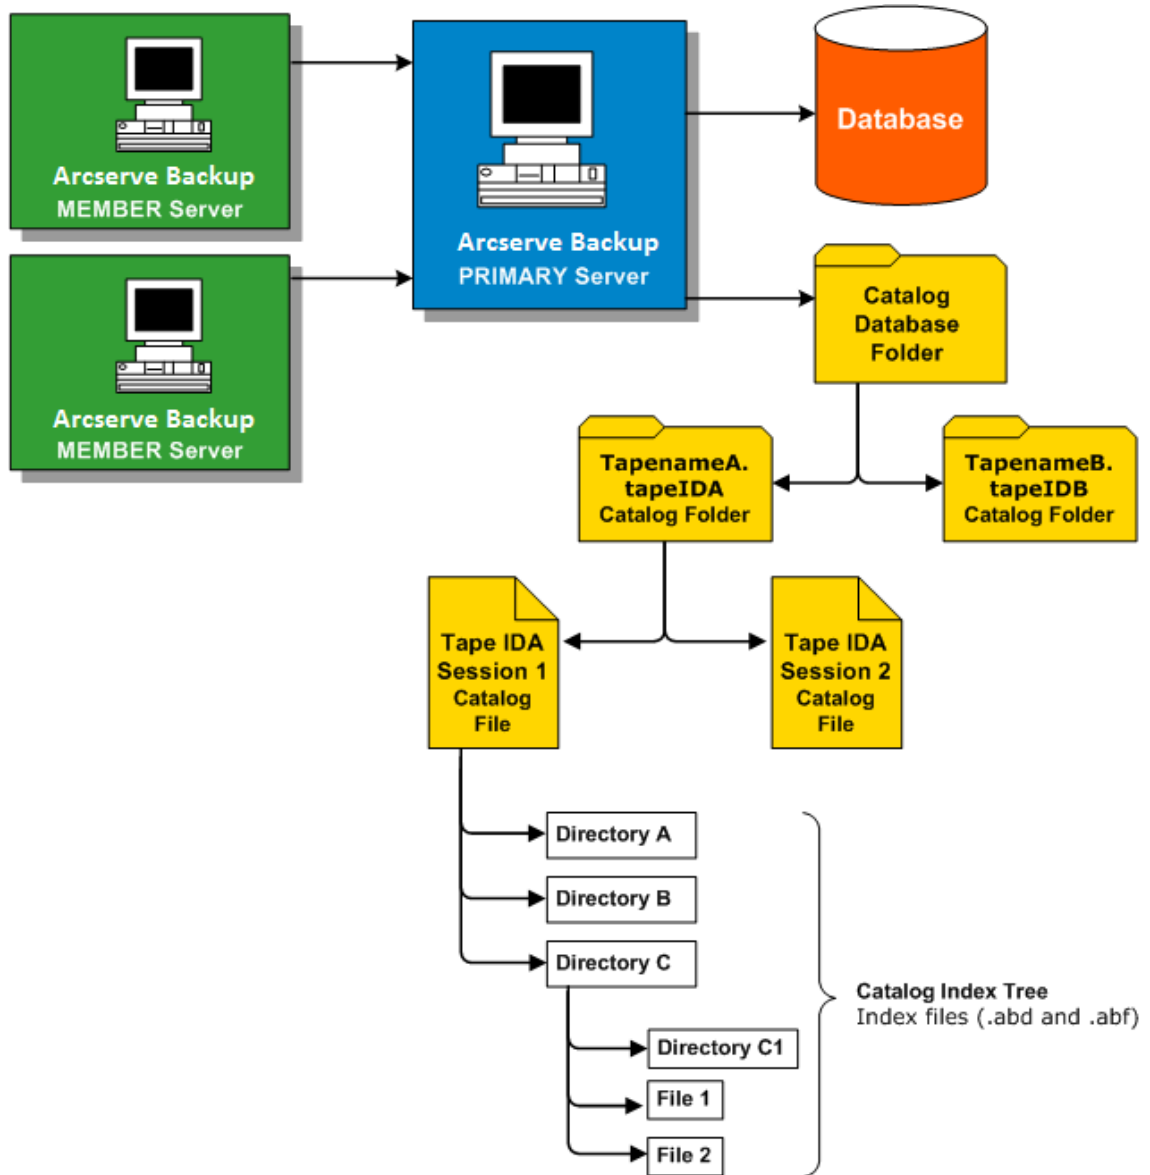 Arcserve Backup
MEMBER Server
Arcserve Backup
PRIMARY Server
Database
Arcserve Backup
MEMBER Server
Catalog
Database
Folder
TapenameA.
tapeIDA
Catalog Folder
TapenameB.
tapeIDB
Catalog Folder
Tape IDA
Session 1
Catalog
File
Tape IDA
Session 2
Catalog
File
Directory A
Directory B
Directory C
Directory C1
File 1
File 2
Catalog Index Tree
Index files (.abd and .abf)